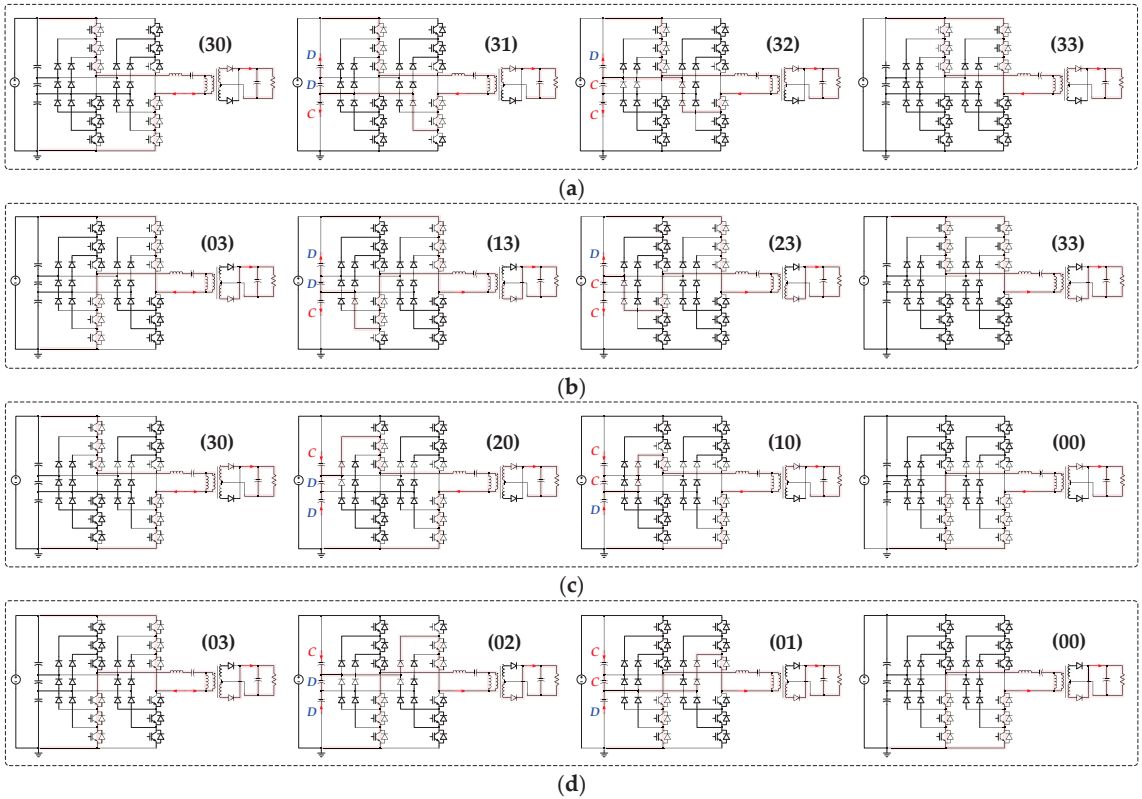 (30) (31) (32) (33)
D D
D C
C C
(a)
(03) (13) (23) (33)
D D
D C
C C
(b)
(30) (20) (10) (00)
C C
D C
D D
(c)
(03) (02) (01) (00)
C C
D C
D D
(d)